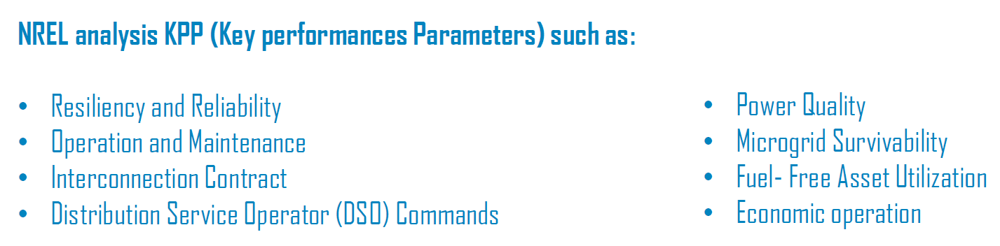 NREL analysis KPP (Key performances Parameters) such as:
• Resiliency and Reliability
• Operation and Maintenance
• Interconnection Contract
• Distribution Service Operator (DSO) Commands
• Power Quality
• Microgrid Survivability
• Fuel- Free Asset Utilization
• Economic operation